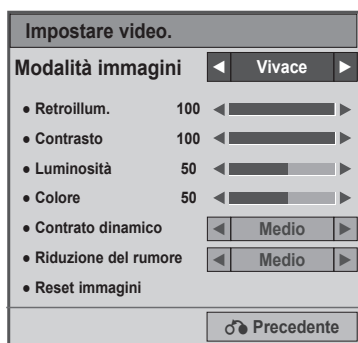 Impostare video.
Modalità immagini ◄ Vivace ►
● Retroillum. 100
● Contrasto 100
● Luminosità 50
● Colore 50
● Contrato dinamico ◄ Medio ►
● Riduzione del rumore ◄ Medio ►
● Reset immagini
Precedente